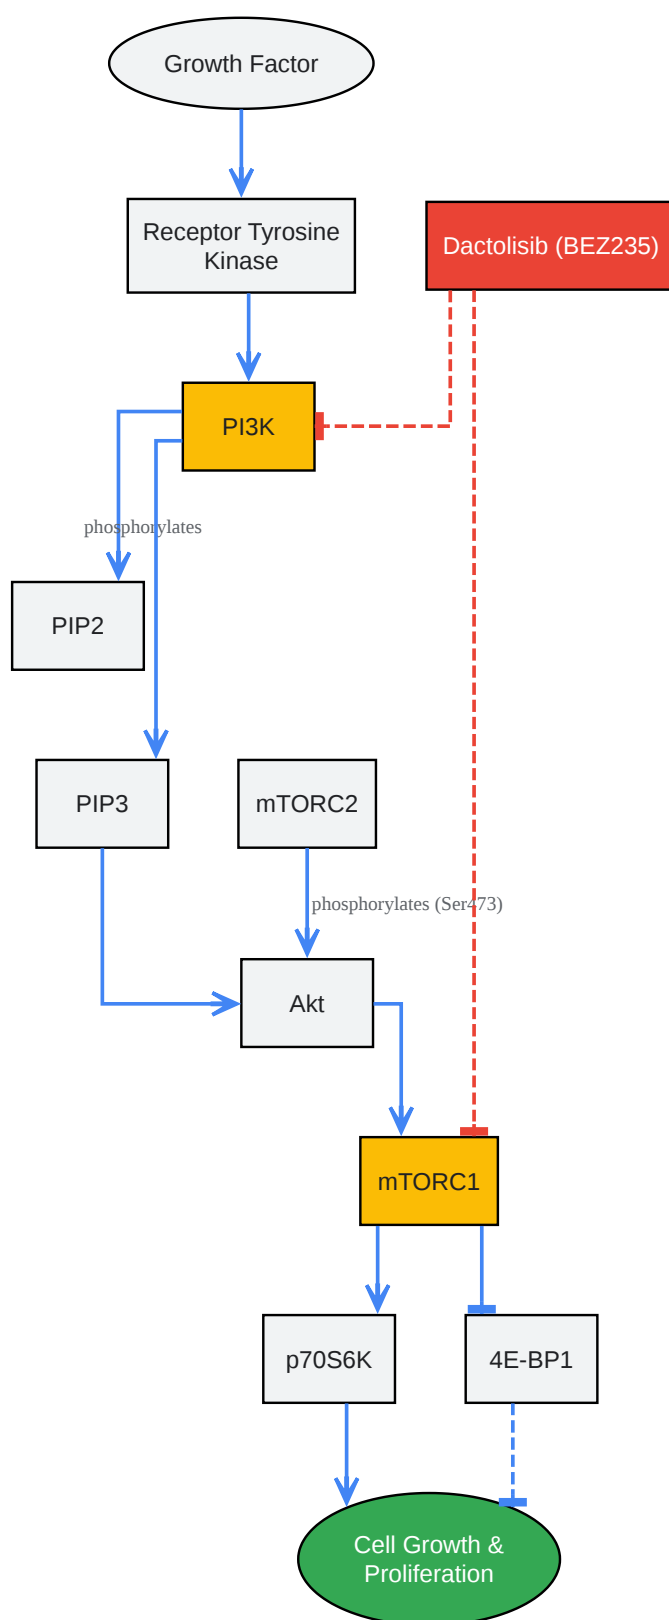 Growth Factor
Receptor Tyrosine
Kinase
Dactolisib (BEZ235)
PI3K
phosphorylates
PIP2
PIP3
mTORC2
phosphorylates (Ser473)
Akt
mTORC1
p70S6K
4E-BP1
Cell Growth &
Proliferation